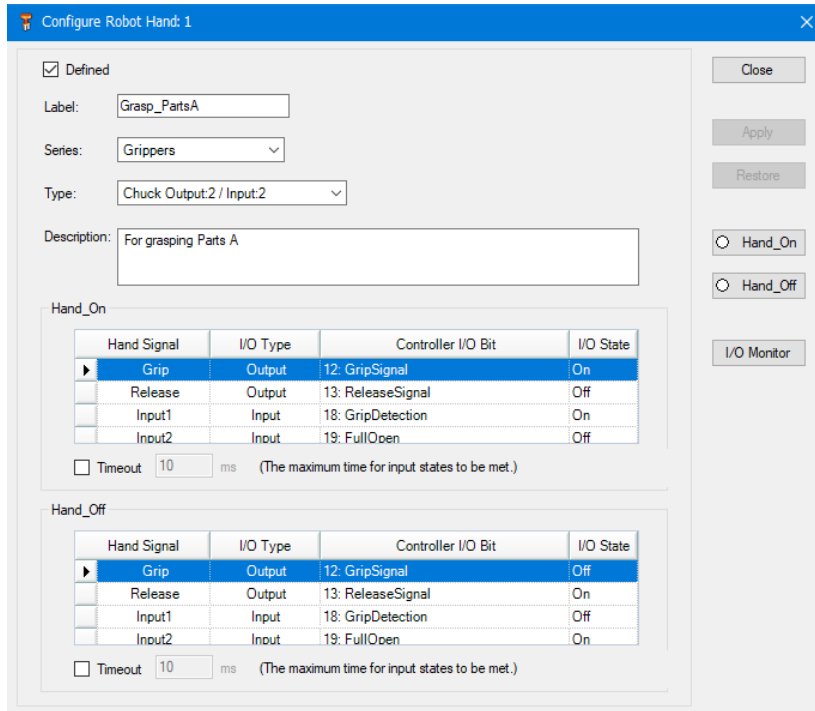 Configure Robot Hand: 1
Defined
Close
Label: Grasp_PartsA
Apply
Series: Grippers
Restore
Type: Chuck Output:2 / Input:2
Description: For grasping Parts A
Hand_On
Hand_Off
Hand_On
Hand Signal I/O Type Controller I/O Bit I/O State
I/O Monitor
Grip Output 12: GripSignal On
Release Output 13: ReleaseSignal Off
Input1 Input 18: GripDetection On
Input2 Input 19: FullOpen Off
Timeout 10 ms (The maximum time for input states to be met.)
Hand_Off
Hand Signal I/O Type Controller I/O Bit I/O State
Grip Output 12: GripSignal Off
Release Output 13: ReleaseSignal On
Input1 Input 18: GripDetection Off
Input2 Input 19: FullOpen On
Timeout 10 ms (The maximum time for input states to be met.)